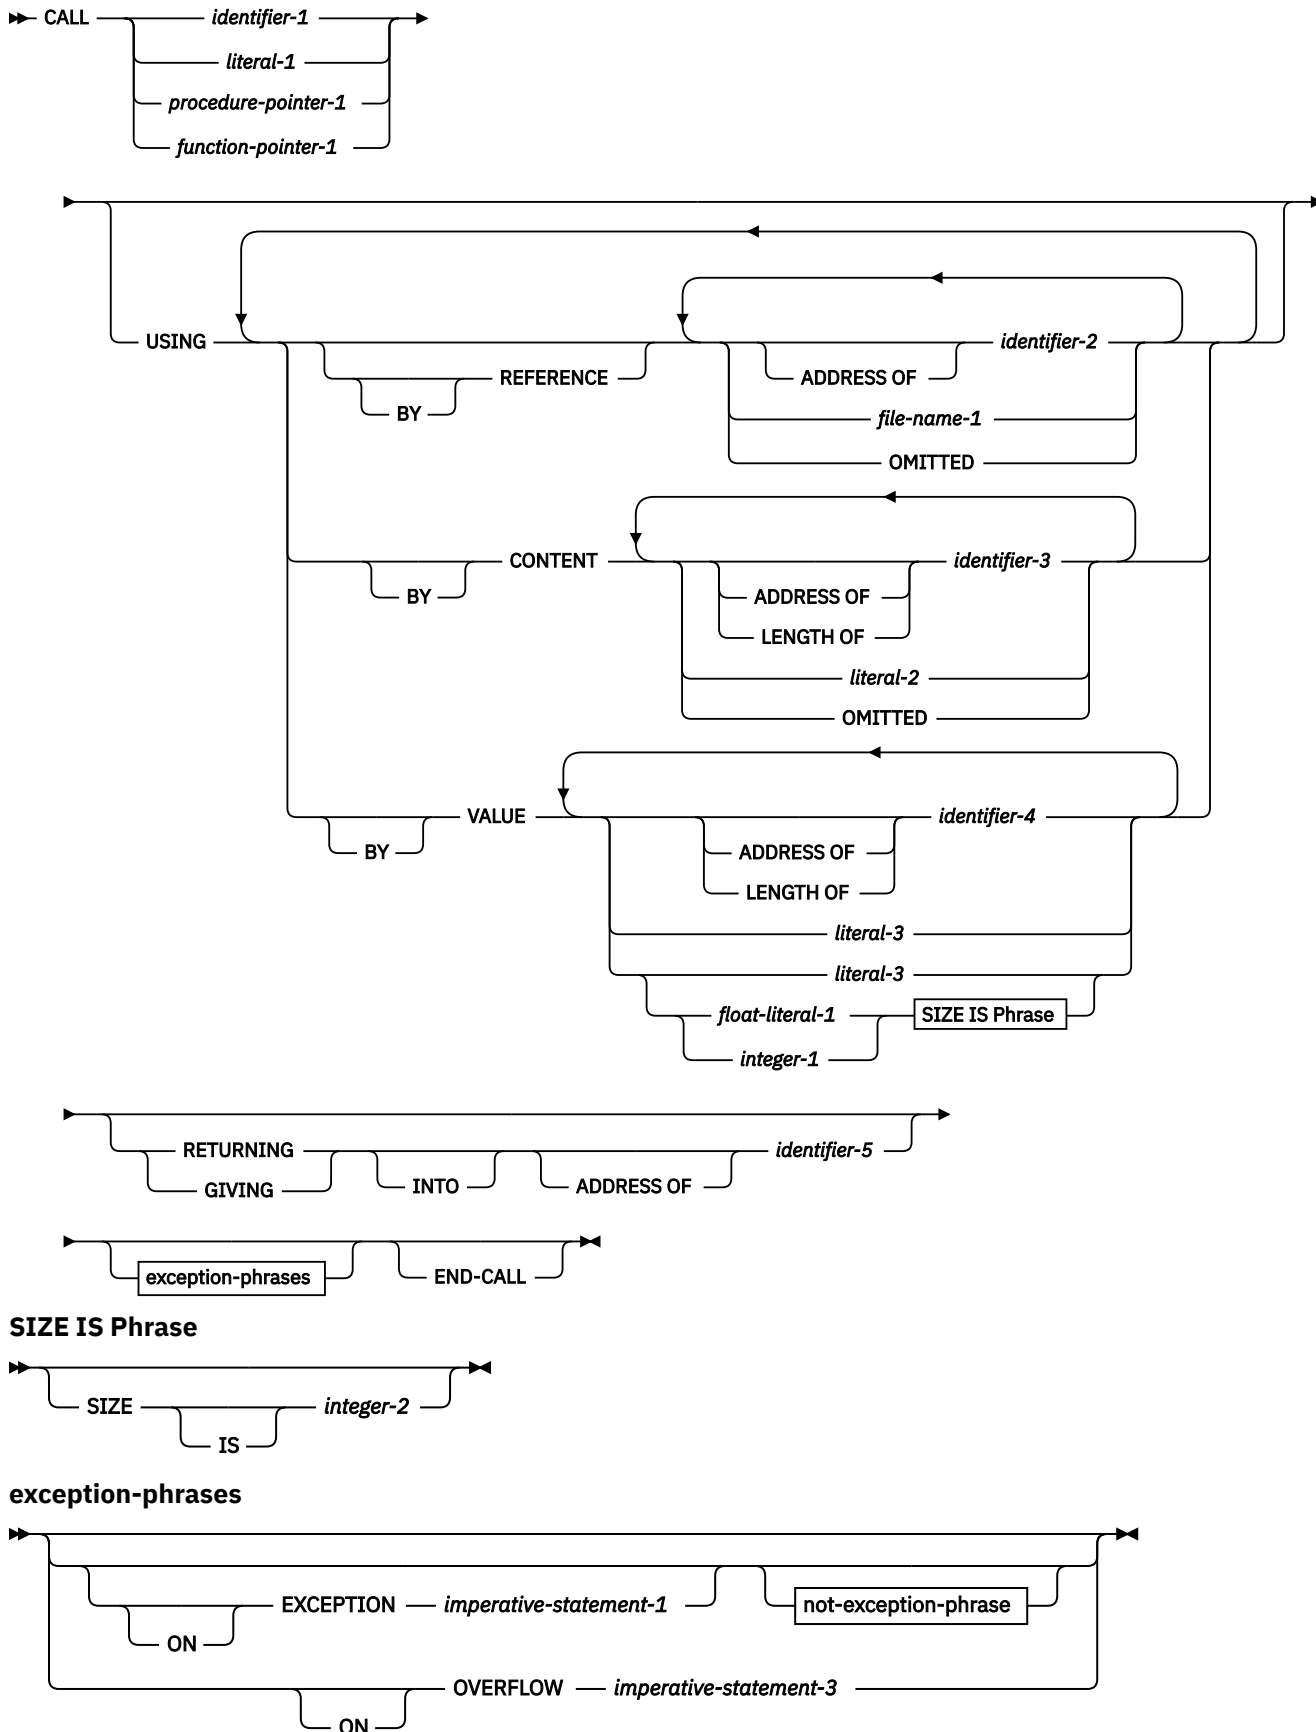 CALL identifier-1
literal-1
procedure-pointer-1
function-pointer-1
USING REFERENCE ADDRESS OF identifier-2
BY
file-name-1
OMITTED
CONTENT identifier-3
BY ADDRESS OF
LENGTH OF
literal-2
OMITTED
VALUE identifier-4
BY ADDRESS OF
LENGTH OF
literal-3
literal-3
float-literal-1 SIZE IS Phrase
integer-1
RETURNING identifier-5
GIVING INTO ADDRESS OF
exception-phrases END-CALL
SIZE IS Phrase
SIZE integer-2
IS
exception-phrases
EXCEPTION imperative-statement-1 not-exception-phrase
ON
OVERFLOW imperative-statement-3
ON